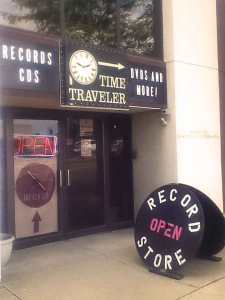 RECORDS
CDS
TIME
TRAVELER
DVDS AND
MORE!
OPEN
RECORD
OPEN
STORE